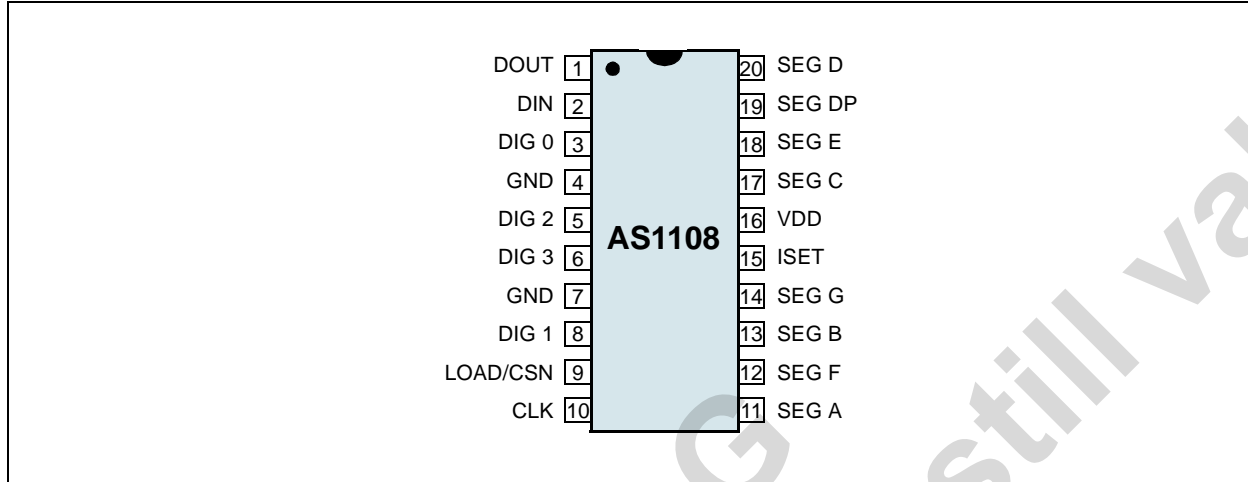 DOUT 1 20 SEG D
DIN 2 19 SEG DP
DIG 0 3 18 SEG E
GND 4 17 SEG C
DIG 2 5 16 VDD
AS1108
DIG 3 6 15 ISET
GND 7 14 SEG G
DIG 1 8 13 SEG B
LOAD/CSN 9 12 SEG F
CLK 10 11 SEG A
G
still